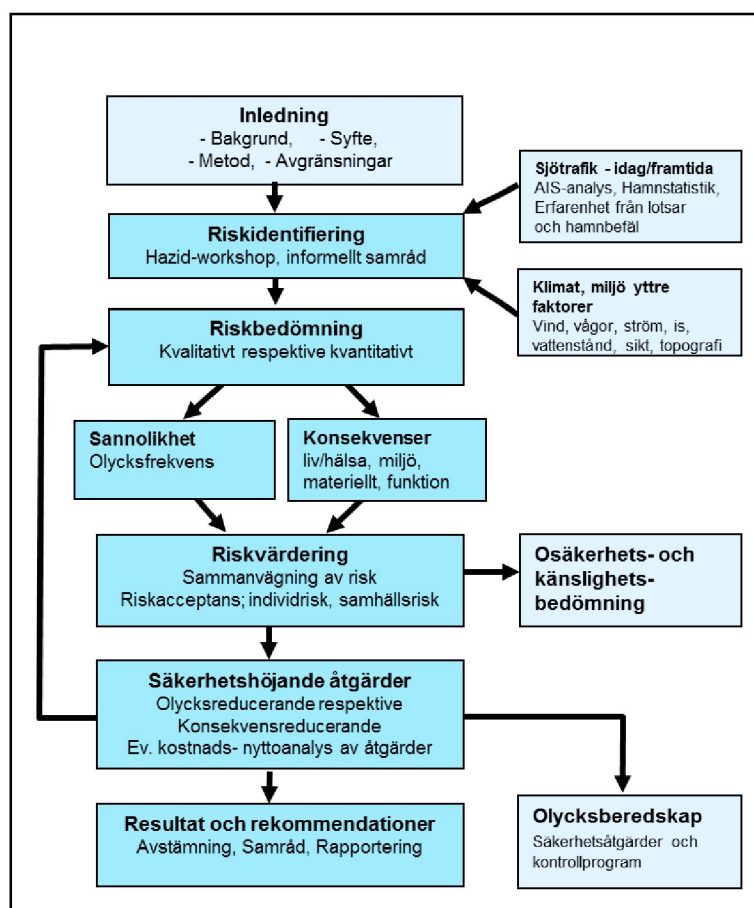 Inledning
- Bakgrund, - Syfte,
- Metod, - Avgränsningar
Sjötrafik - idag/framtida
AIS-analys, Hamnstatistik,
Erfarenhet från lotsar
och hamnbefäl
Riskidentifiering
Hazid-workshop, informellt samråd
Klimat, miljö yttre
faktorer
Vind, vågor, ström, is,
vattenstånd, sikt, topografi
Riskbedömning
Kvalitativt respektive kvantitativt
Sannolikhet
Olycksfrekvens
Konsekvenser
liv/hälsa, miljö,
materiellt, funktion
Riskvärdering
Sammanvägning av risk
Riskacceptans; individrisk, samhällsrisk
Osäkerhets- och
känslighets-
bedömning
Säkerhetshöjande åtgärder
Olycksreducerande respektive
Konsekvensreducerande
Ev. kostnads- nyttoanalys av åtgärder
Resultat och rekommendationer
Avstämning, Samråd, Rapportering
Olycksberedskap
Säkerhetsåtgärder och
kontrollprogram